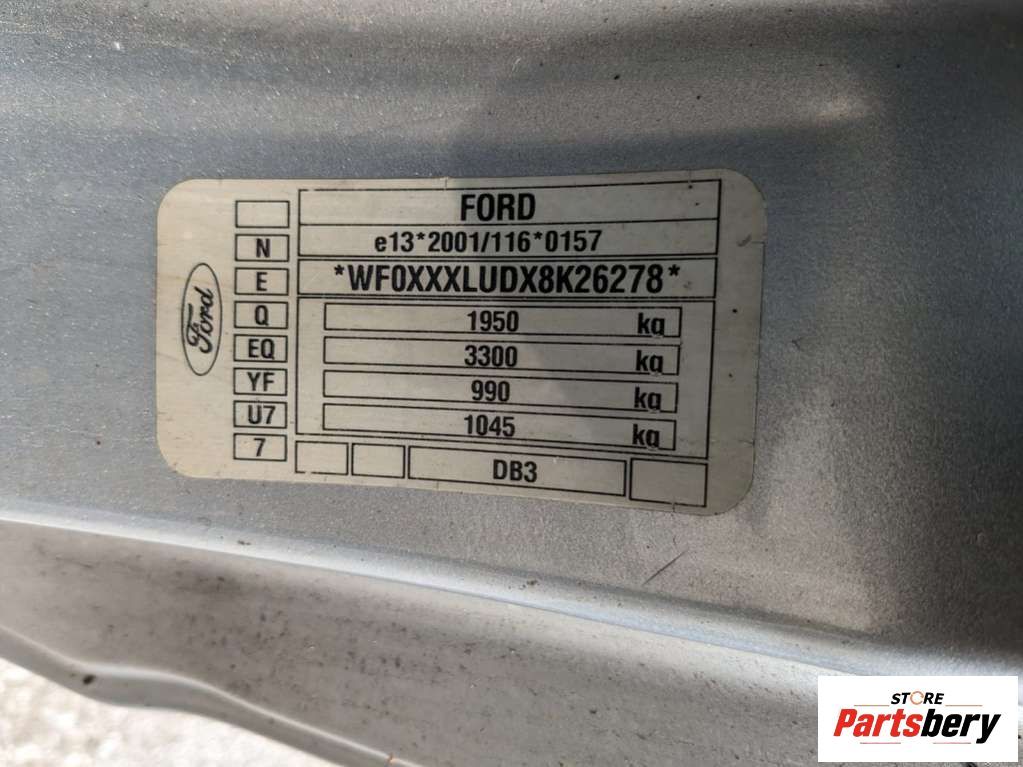 FORD
e13*2001/116*0157
*WF0XXXLUDX8K26278*
1950 kg
3300 kg
990 kg
1045 kg
DB3
N
E
Q
EQ
YF
U7
7
Ford
STORE
Partsbery